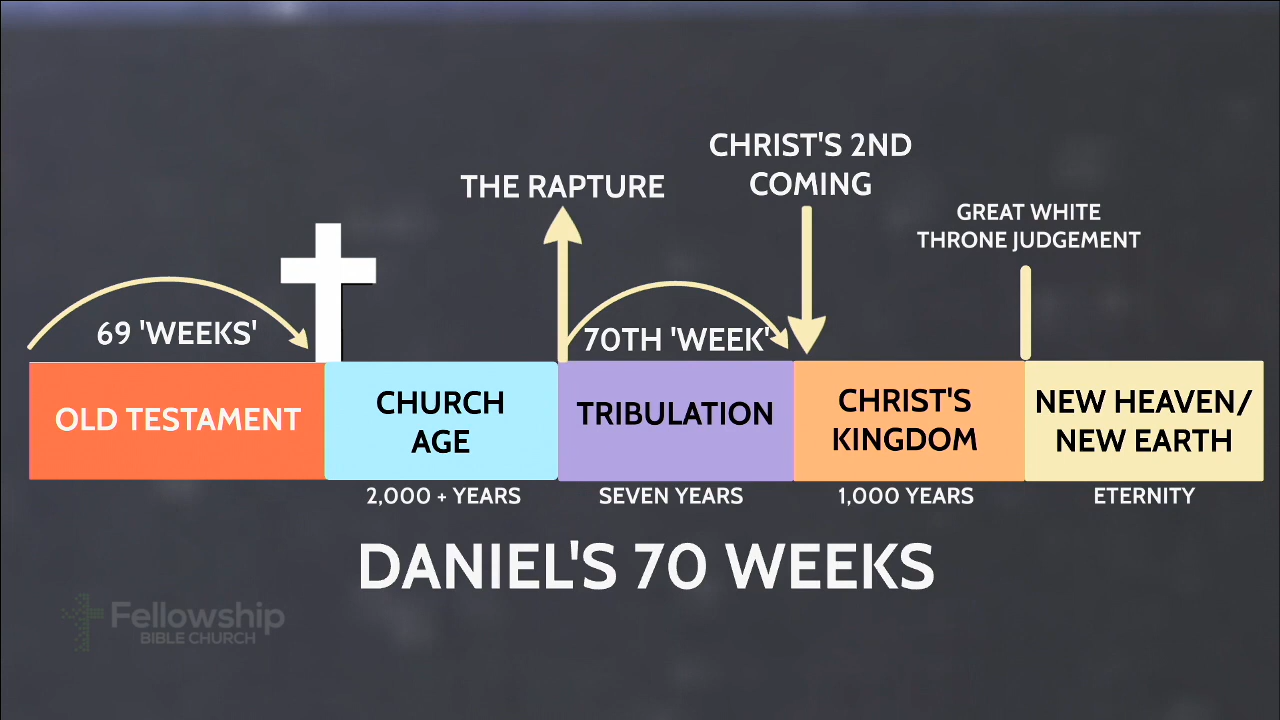 CHRIST'S 2ND
COMING
THE RAPTURE
GREAT WHITE
THRONE JUDGEMENT
69 'WEEKS'
70TH 'WEEK'
OLD TESTAMENT
CHURCH
AGE
TRIBULATION
CHRIST'S
KINGDOM
NEW HEAVEN/
NEW EARTH
2,000 + YEARS
SEVEN YEARS
1,000 YEARS
ETERNITY
DANIEL'S 70 WEEKS
Fellowship
BIBLE CHURCH